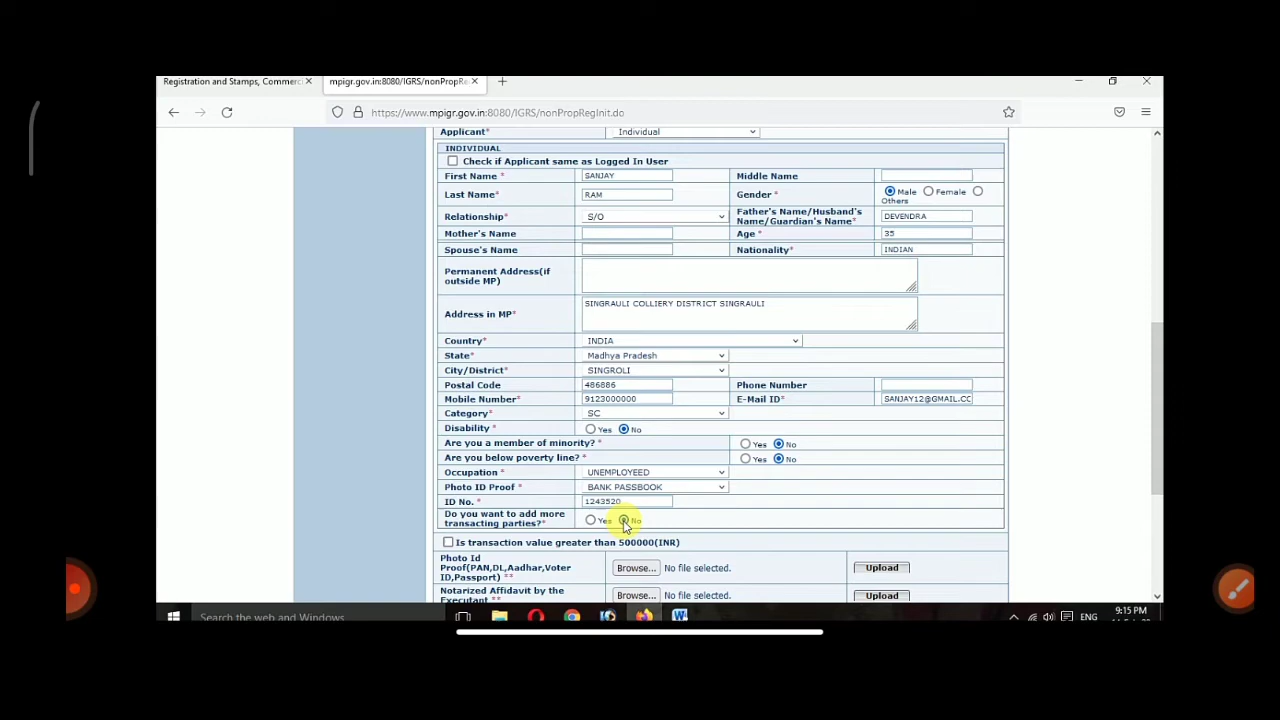 Registration and Stamps, Commerc
mpigr.gov.in:8080/IGRS/nonPropRe
https://www.mpigr.gov.in:8080/IGRS/nonPropRegInit.do
Applicant* Individual
INDIVIDUAL
Check if Applicant same as Logged In User
First Name * SANJAY Middle Name
Last Name* RAM Gender * Male Female Others
Relationship* S/O Father's Name/Husband's Name/Guardian's Name* DEVENDRA
Mother's Name Age * 35
Spouse's Name Nationality* INDIAN
Permanent Address(if outside MP)
Address in MP* SINGRAULI COLLIERY DISTRICT SINGRAULI
Country* INDIA
State* Madhya Pradesh
City/District* SINGROLI
Postal Code 486886 Phone Number
Mobile Number* 9123000000 E-Mail ID* SANJAY12@GMAIL.CC
Category* SC
Disability* Yes No
Are you a member of minority? * Yes No
Are you below poverty line? * Yes No
Occupation * UNEMPLOYEED
Photo ID Proof * BANK PASSBOOK
ID No. * 1243520
Do you want to add more transacting parties?* Yes No
Is transaction value greater than 500000(INR)
Photo Id Proof(PAN,DL,Aadhar,Voter ID,Passport) ** Browse... No file selected. Upload
Notarized Affidavit by the Executant ** Browse... No file selected. Upload
Search the web and Windows
ENG
9:15 PM